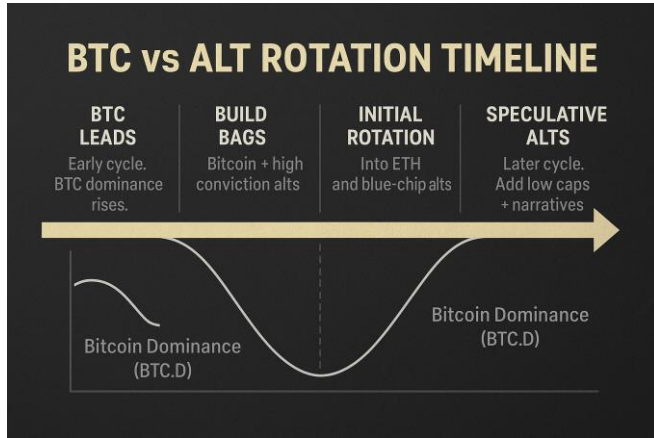 BTC vs ALT ROTATION TIMELINE
BTC
LEADS
Early cycle.
BTC dominance
rises.
BUILD
BAGS
Bitcoin + high
conviction alts
INITIAL
ROTATION
Into ETH
and blue-chip alts
SPECULATIVE
ALTS
Later cycle.
Add low caps
+ narratives
Bitcoin Dominance
(BTC.D)
Bitcoin Dominance
(BTC.D)